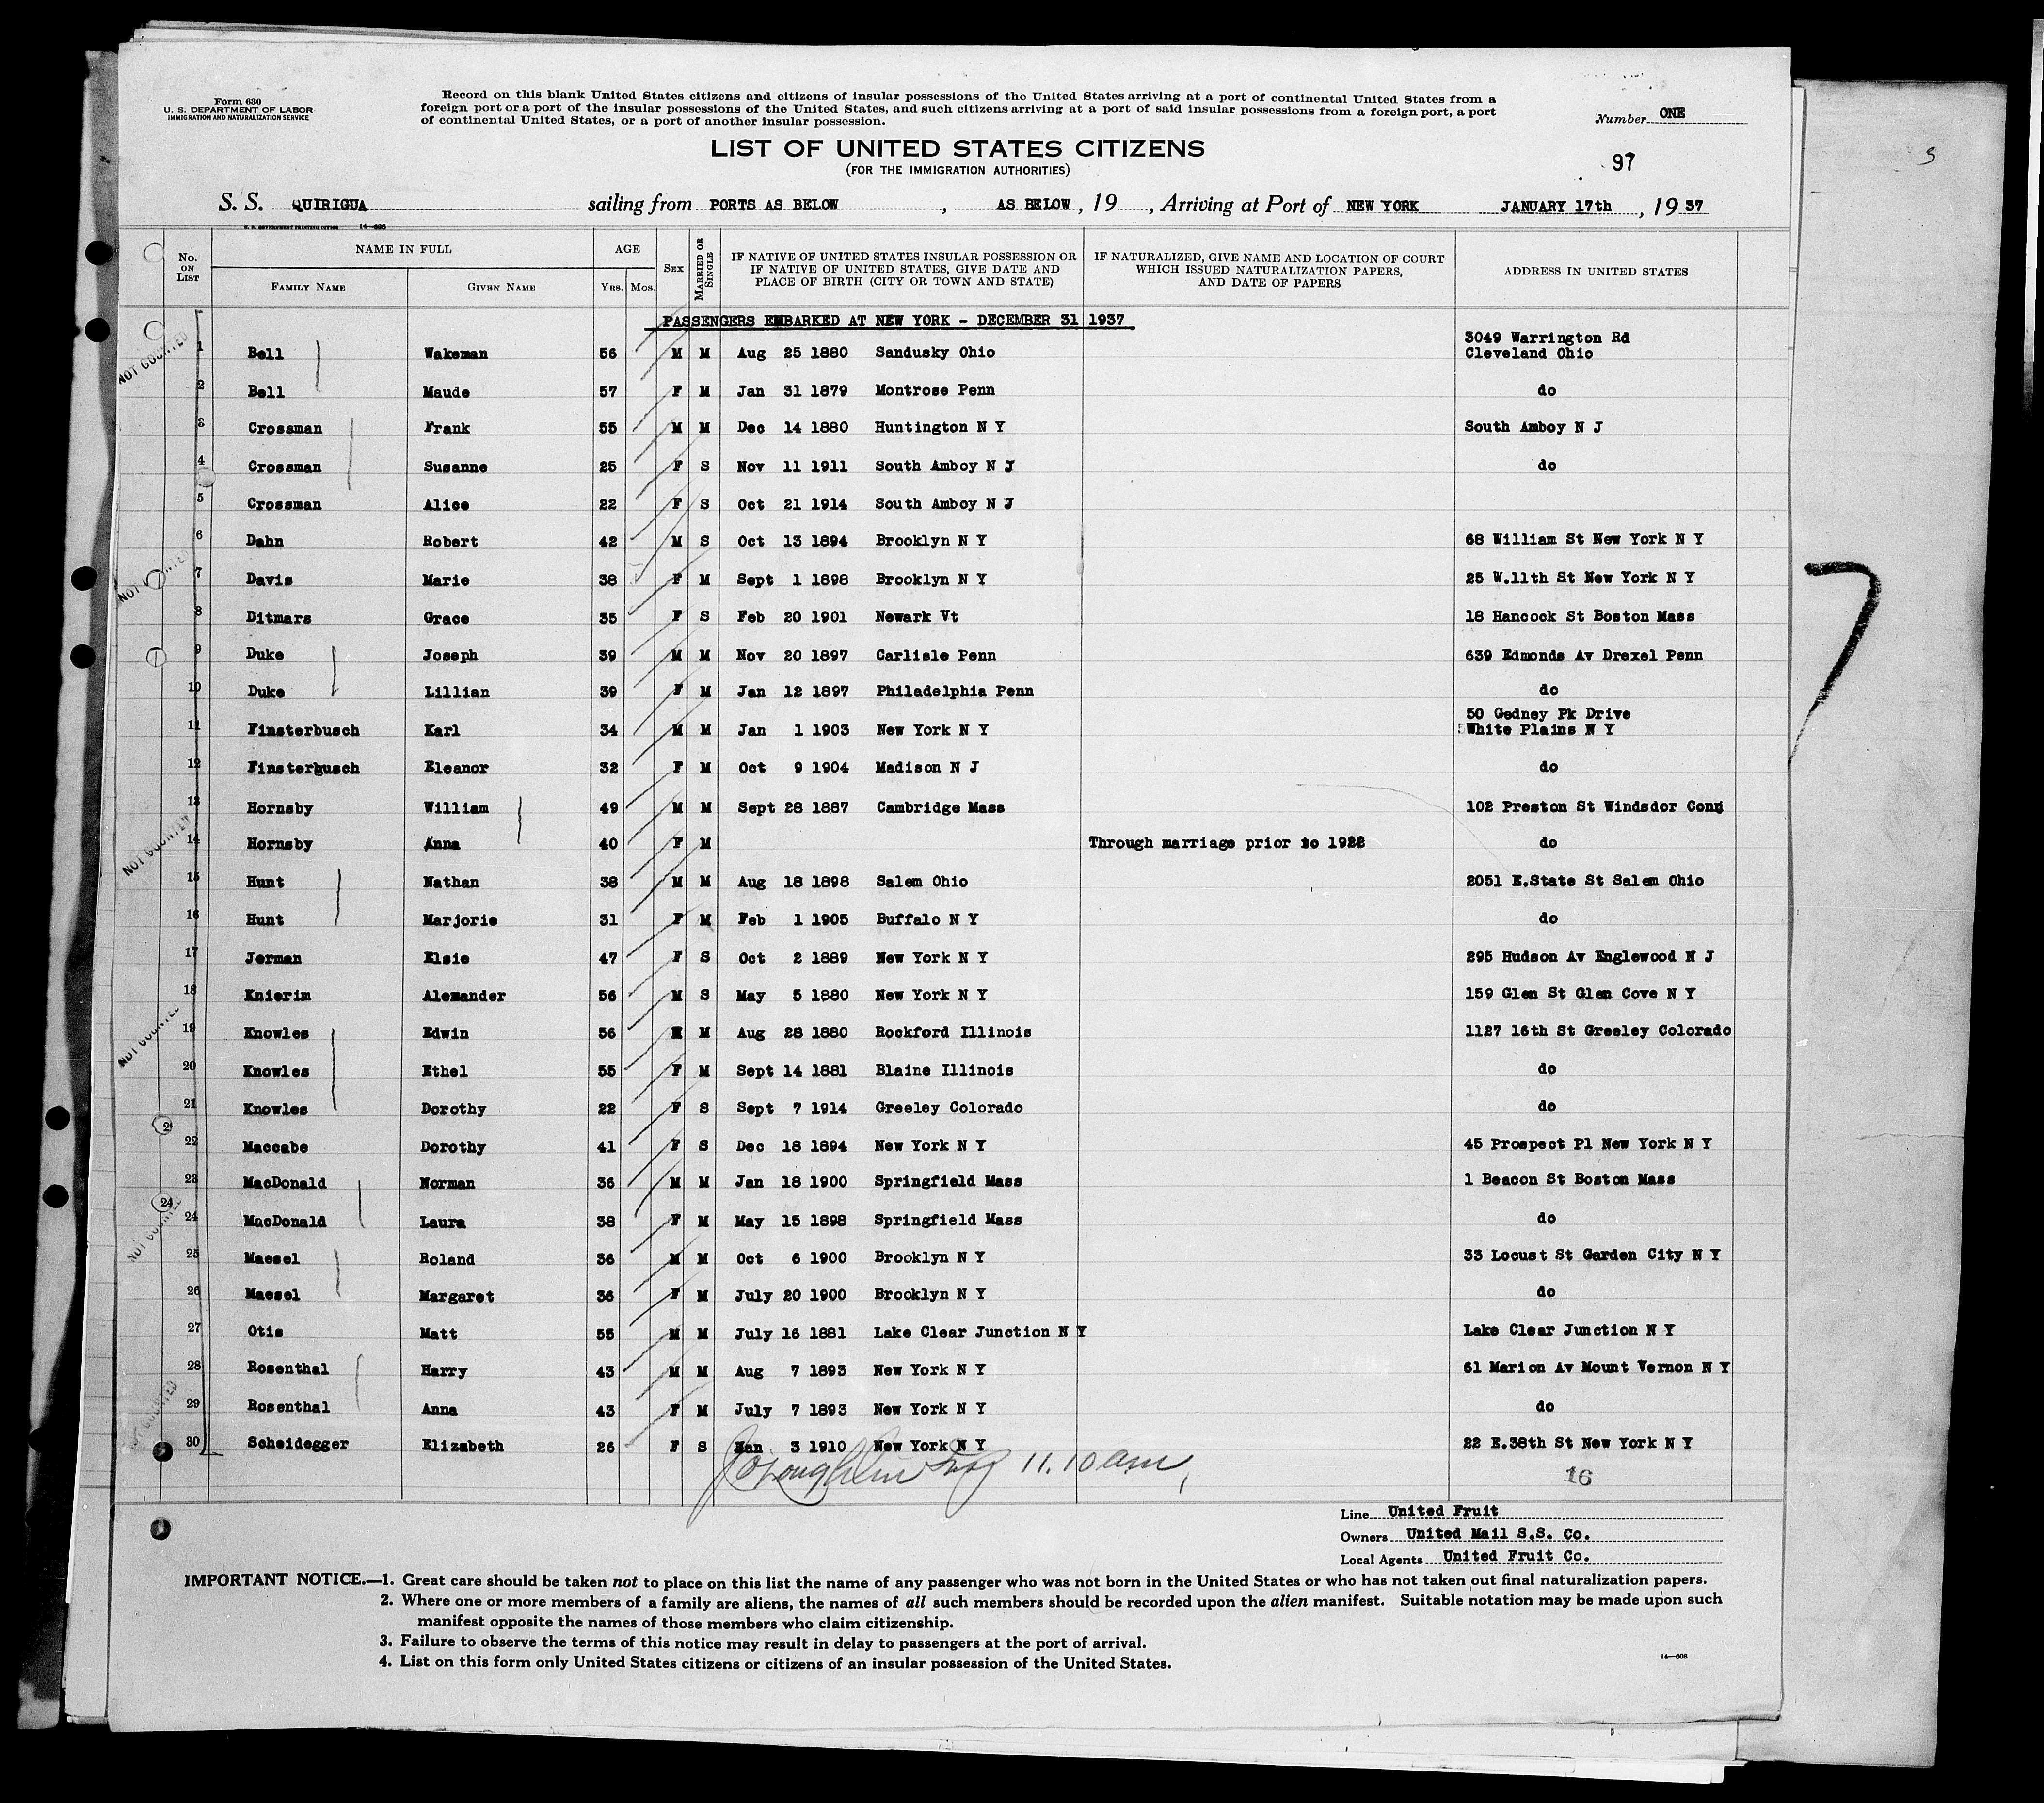 Form 630
U. S. DEPARTMENT OF LABOR
IMMIGRATION AND NATURALIZATION SERVICE
Record on this blank United States citizens and citizens of insular possessions of the United States arriving at a port of continental United States from a
foreign port or a port of the insular possessions of the United States, and such citizens arriving at a port of said insular possessions from a foreign port, a port
of continental United States, or a port of another insular possession.
Number ONE
LIST OF UNITED STATES CITIZENS
(FOR THE IMMIGRATION AUTHORITIES)
97
S. S. QUIRIGUA sailing from PORTS AS BELOW, AS BELOW, 19 , Arriving at Port of NEW YORK JANUARY 17th, 19 37
U. S. GOVERNMENT PRINTING OFFICE 14—608
No. ON LIST
NAME IN FULL
FAMILY NAME GIVEN NAME
AGE
YRS. MOS.
SEX
MARRIED OR SINGLE
IF NATIVE OF UNITED STATES INSULAR POSSESSION OR
IF NATIVE OF UNITED STATES, GIVE DATE AND
PLACE OF BIRTH (CITY OR TOWN AND STATE)
IF NATURALIZED, GIVE NAME AND LOCATION OF COURT
WHICH ISSUED NATURALIZATION PAPERS,
AND DATE OF PAPERS
ADDRESS IN UNITED STATES
PASSENGERS EMBARKED AT NEW YORK - DECEMBER 31 1937
1 Bell Wakeman 56 M M Aug 25 1880 Sandusky Ohio 3049 Warrington Rd
Cleveland Ohio
2 Bell Maude 57 F M Jan 31 1879 Montrose Penn do
3 Crossman Frank 55 M M Dec 14 1880 Huntington N Y South Amboy N J
4 Crossman Susanne 25 F S Nov 11 1911 South Amboy N J do
5 Crossman Alice 22 F S Oct 21 1914 South Amboy N J
6 Dahn Robert 42 M S Oct 13 1894 Brooklyn N Y 68 William St New York N Y
7 Davis Marie 38 F M Sept 1 1898 Brooklyn N Y 25 W.11th St New York N Y
8 Ditmars Grace 35 F S Feb 20 1901 Newark Vt 18 Hancock St Boston Mass
9 Duke Joseph 39 M M Nov 20 1897 Carlisle Penn 639 Edmonds Av Drexel Penn
10 Duke Lillian 39 F M Jan 12 1897 Philadelphia Penn do
11 Finsterbusch Karl 34 M M Jan 1 1903 New York N Y 50 Gedney Pk Drive
White Plains N Y
12 Finsterbusch Eleanor 32 F M Oct 9 1904 Madison N J do
13 Hornsby William 49 M M Sept 28 1887 Cambridge Mass 102 Preston St Windsdor Conn
14 Hornsby Anna 40 F M Through marriage prior to 1922 do
15 Hunt Nathan 38 M M Aug 18 1898 Salem Ohio 2051 E.State St Salem Ohio
16 Hunt Marjorie 31 F M Feb 1 1905 Buffalo N Y do
17 Jerman Elsie 47 F S Oct 2 1889 New York N Y 295 Hudson Av Englewood N J
18 Knierim Alemander 56 M S May 5 1880 New York N Y 159 Glen St Glen Cove N Y
19 Knowles Edwin 56 M M Aug 28 1880 Rockford Illinois 1127 16th St Greeley Colorado
20 Knowles Ethel 55 F M Sept 14 1881 Blaine Illinois do
21 Knowles Dorothy 22 F S Sept 7 1914 Greeley Colorado do
22 Maccabe Dorothy 41 F S Dec 18 1894 New York N Y 45 Prospect Pl New York N Y
23 MacDonald Norman 36 M M Jan 18 1900 Springfield Mass 1 Beacon St Boston Mass
24 MacDonald Laura 38 F M May 15 1898 Springfield Mass do
25 Maesel Roland 36 M M Oct 6 1900 Brooklyn N Y 33 Locust St Garden City N Y
26 Maesel Margaret 36 F M July 20 1900 Brooklyn N Y do
27 Otis Matt 55 M M July 16 1881 Lake Clear Junction N Y Lake Clear Junction N Y
28 Rosenthal Harry 43 M M Aug 7 1893 New York N Y 61 Marion Av Mount Vernon N Y
29 Rosenthal Anna 43 F M July 7 1893 New York N Y do
30 Scheidegger Elizabeth 26 F S Jan 3 1910 New York N Y 22 E.38th St New York N Y
11.10 am
16
NOT COUNTED
NOT COUNTED
NOT COUNTED
NOT COUNTED
NOT COUNTED
7
Line United Fruit
Owners United Mail S.S. Co.
Local Agents United Fruit Co.
IMPORTANT NOTICE.—1. Great care should be taken not to place on this list the name of any passenger who was not born in the United States or who has not taken out final naturalization papers.
2. Where one or more members of a family are aliens, the names of all such members should be recorded upon the alien manifest. Suitable notation may be made upon such
manifest opposite the names of those members who claim citizenship.
3. Failure to observe the terms of this notice may result in delay to passengers at the port of arrival.
4. List on this form only United States citizens or citizens of an insular possession of the United States.
14—608